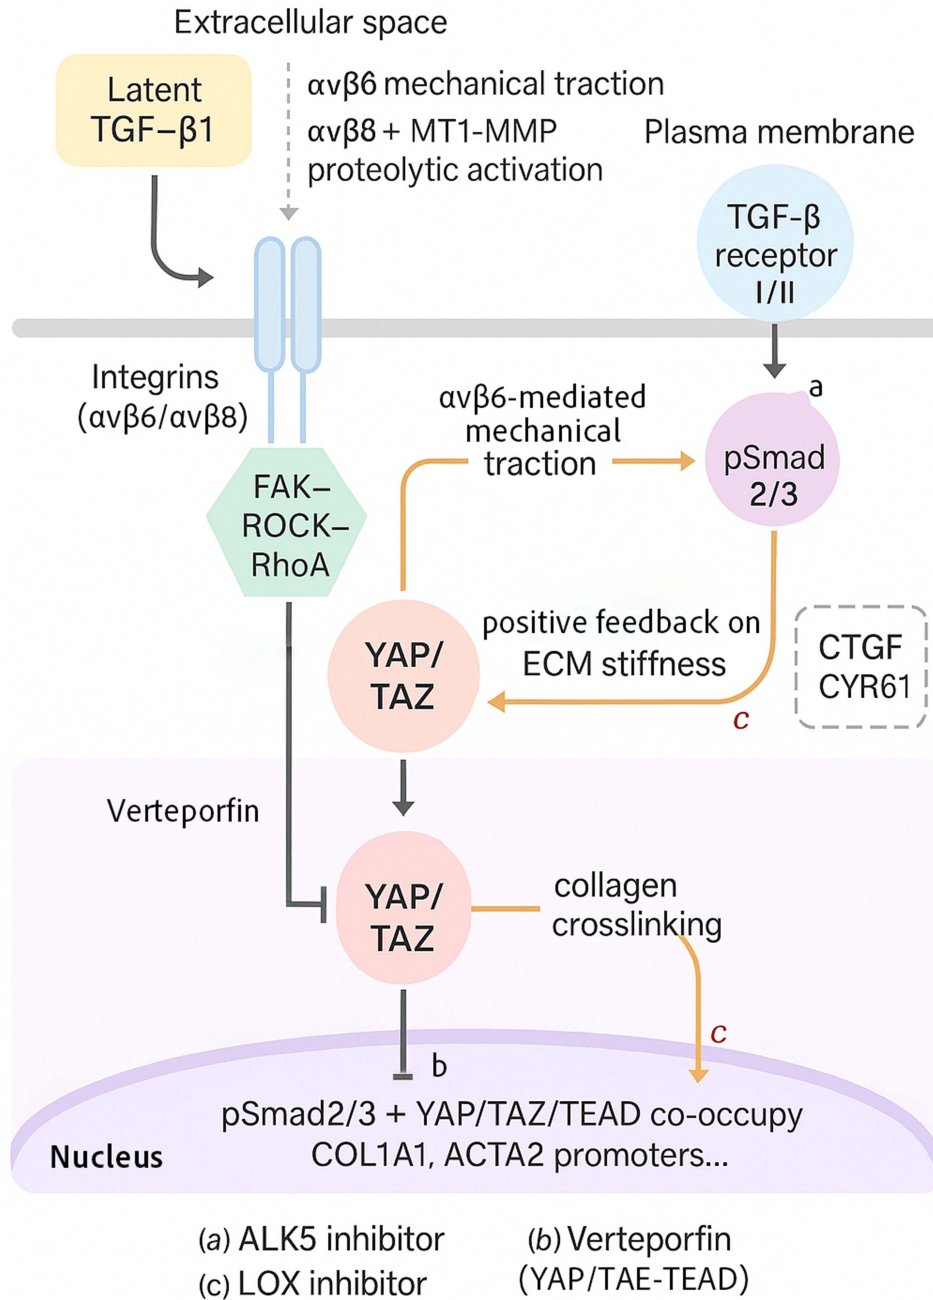 Extracellular space
Latent
TGF–β1
αvβ6 mechanical traction
αvβ8 + MT1-MMP
proteolytic activation
Plasma membrane
TGF-β
receptor
I/II
Integrins
(αvβ6/αvβ8)
αvβ6-mediated
mechanical
traction
a
pSmad
2/3
FAK–
ROCK–
RhoA
YAP/
TAZ
positive feedback on
ECM stiffness
c
CTGF
CYR61
Verteporfin
YAP/
TAZ
collagen
crosslinking
c
b
pSmad2/3 + YAP/TAZ/TEAD co-occupy
COL1A1, ACTA2 promoters...
Nucleus
(a) ALK5 inhibitor
(b) Verteporfin
(c) LOX inhibitor
(YAP/TAE-TEAD)